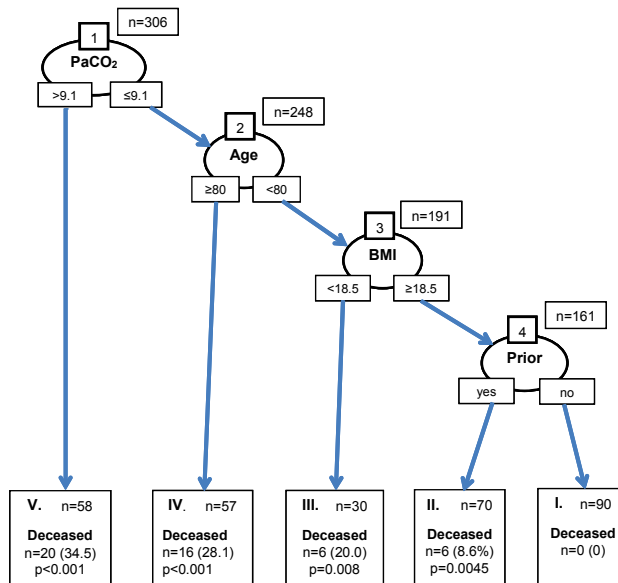 1
n=306
PaCO₂
>9.1
≤9.1
2
n=248
Age
≥80
<80
3
n=191
BMI
<18.5
≥18.5
4
n=161
Prior
yes
no
V. n=58
Deceased
n=20 (34.5)
p<0.001
IV. n=57
Deceased
n=16 (28.1)
p<0.001
III. n=30
Deceased
n=6 (20.0)
p=0.008
II. n=70
Deceased
n=6 (8.6%)
p=0.0045
I. n=90
Deceased
n=0 (0)